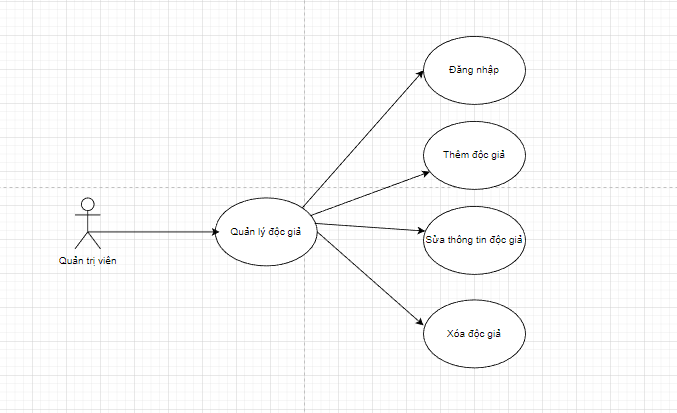 Đăng nhập
Thêm độc giả
Quản lý độc giả
Sửa thông tin độc giả
Quản trị viên
Xóa độc giả